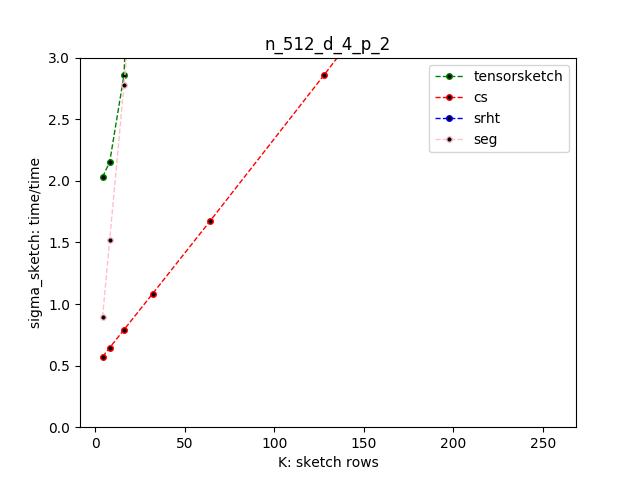 n_512_d_4_p_2
3.0
2.5
2.0
1.5
1.0
0.5
0.0
sigma_sketch: time/time
tensorsketch
cs
srht
seg
0 50 100 150 200 250
K: sketch rows